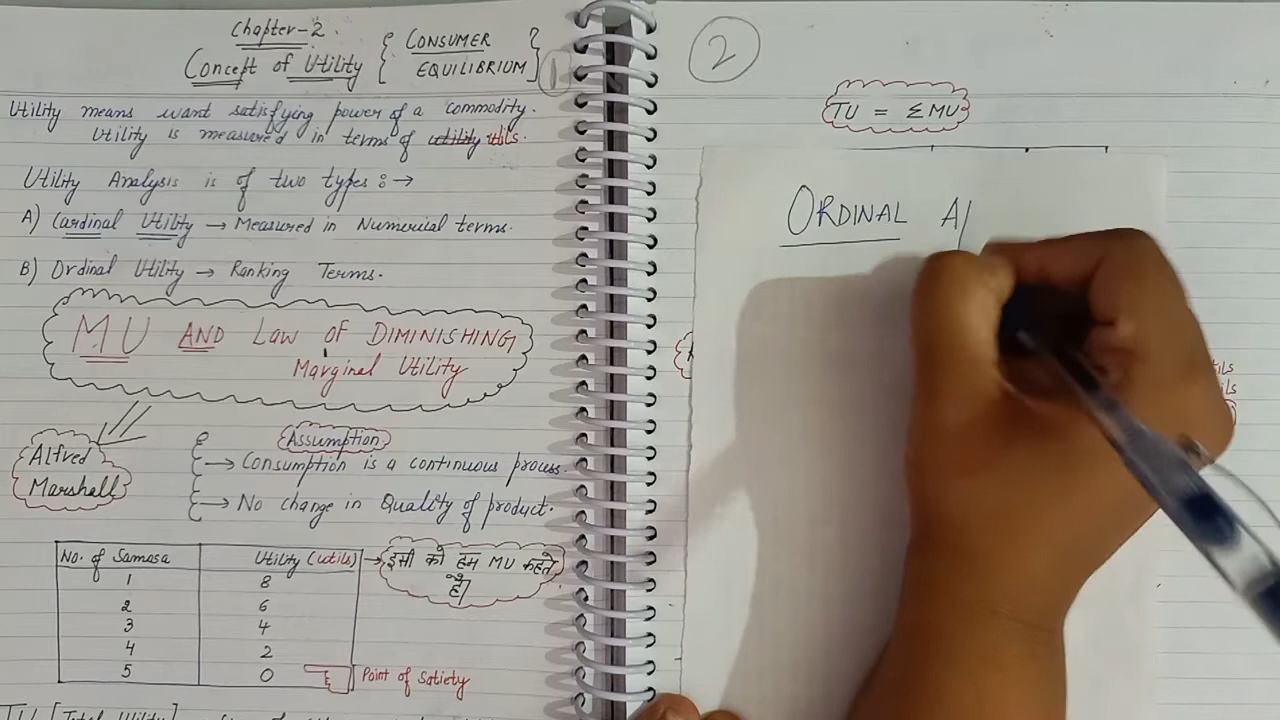 Chapter-2.
Concept of Utility { CONSUMER
EQUILIBRIUM }
1
Utility means want satisfying power of a commodity.
Utility is measured in terms of utility utils.
Utility Analysis is of two types :→
A) Cardinal Utility → Measured in Numerical terms.
B) Ordinal Utility → Ranking Terms.
MU AND LAW OF DIMINISHING
Marginal Utility
Alfred
Marshell
Assumption
→ Consumption is a continuous process.
→ No change in Quality of product.
No. of Samosa Utility (utils) → इसी को हम MU कहते
है।
1 8
2 6
3 4
4 2
5 0 Point of Satiety
2
TU = ΣMU
ORDINAL